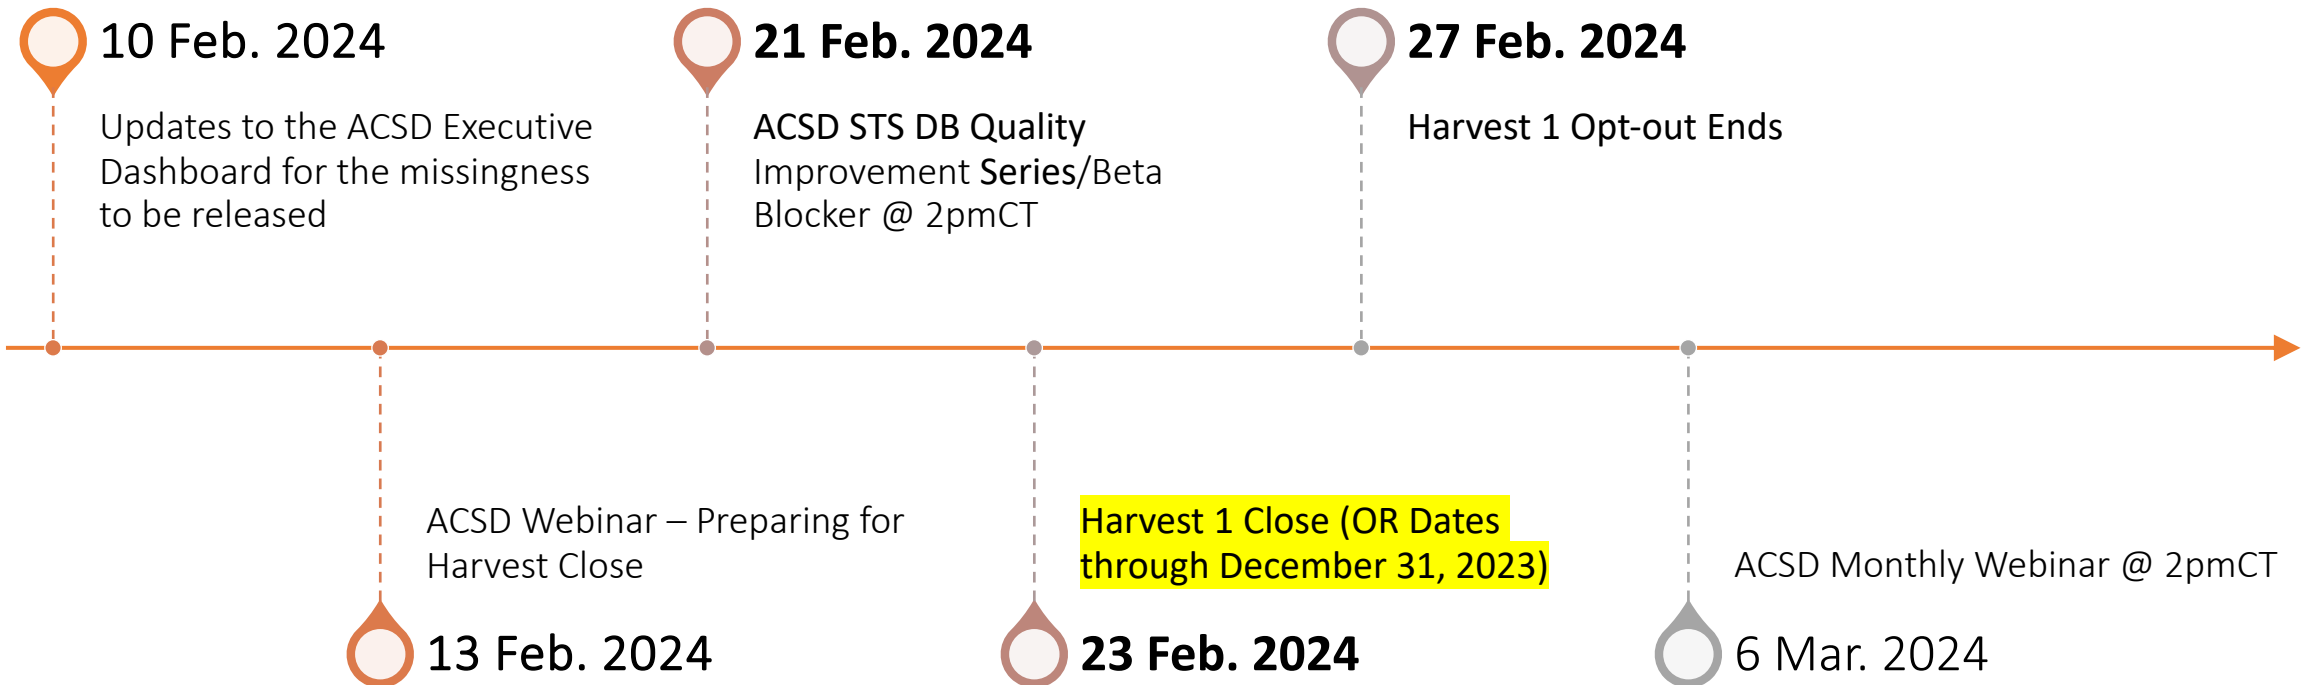 10 Feb. 2024
Updates to the ACSD Executive
Dashboard for the missingness
to be released
ACSD Webinar – Preparing for
Harvest Close
13 Feb. 2024
21 Feb. 2024
ACSD STS DB Quality
Improvement Series/Beta
Blocker @ 2pmCT
Harvest 1 Close (OR Dates
through December 31, 2023)
23 Feb. 2024
27 Feb. 2024
Harvest 1 Opt-out Ends
ACSD Monthly Webinar @ 2pmCT
6 Mar. 2024